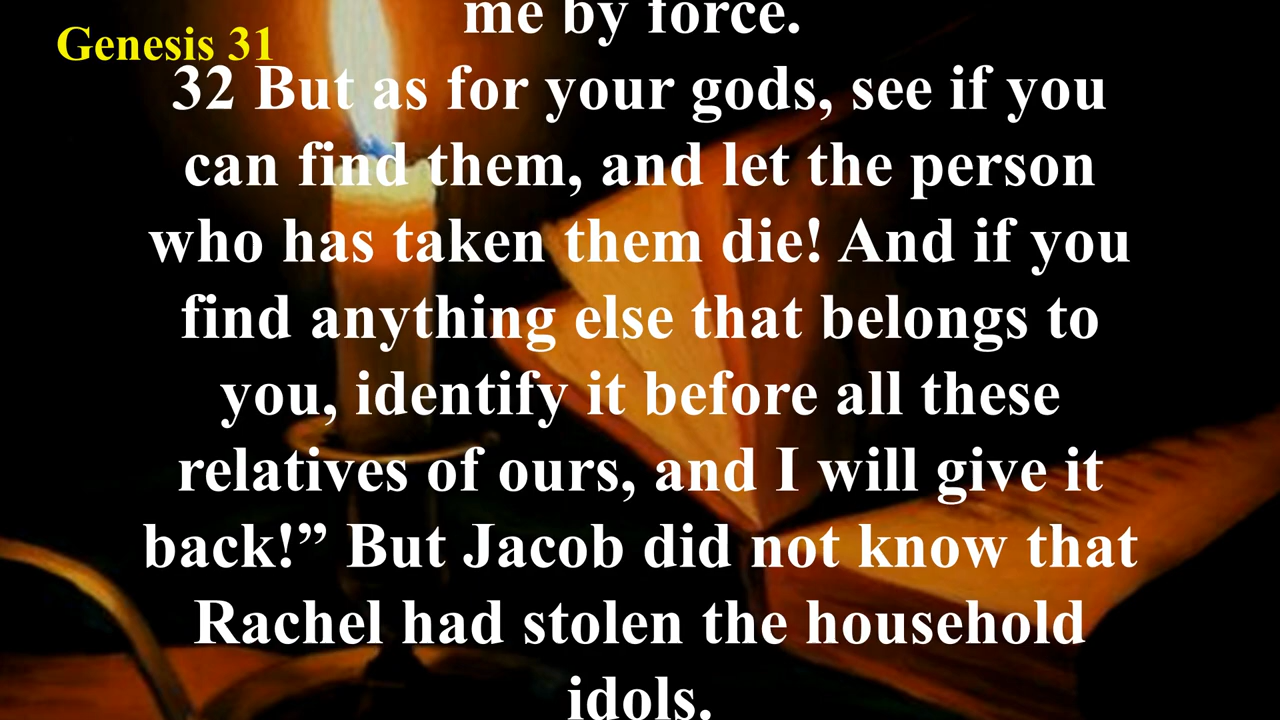 me by force.
Genesis 31
32 But as for your gods, see if you
can find them, and let the person
who has taken them die! And if you
find anything else that belongs to
you, identify it before all these
relatives of ours, and I will give it
back!” But Jacob did not know that
Rachel had stolen the household
idols.